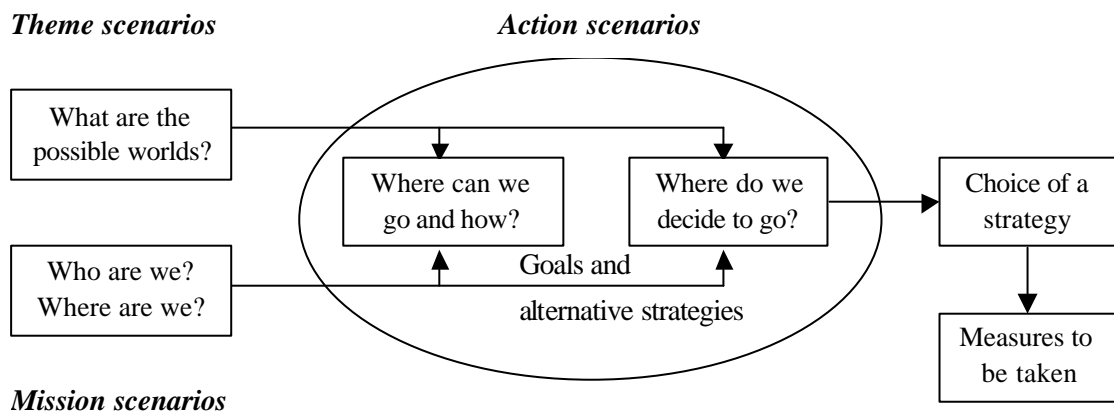 Theme scenarios
Action scenarios
What are the
possible worlds?
Where can we
go and how?
Where do we
decide to go?
Choice of a
strategy
Who are we?
Where are we?
Goals and
alternative strategies
Measures to
be taken
Mission scenarios